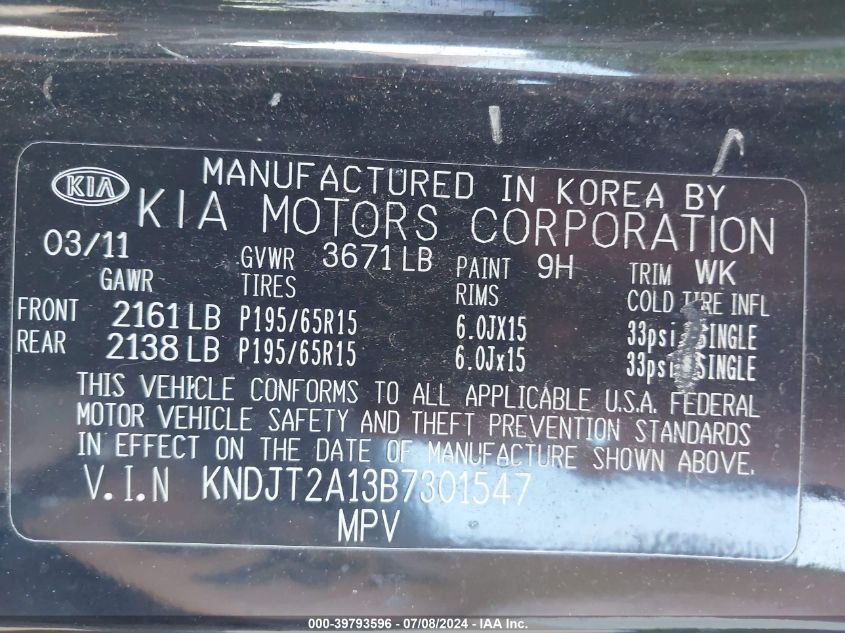 KIA MANUFACTURED IN KOREA BY
KIA MOTORS CORPORATION
03/11 GVWR 3671 LB PAINT 9H TRIM WK
GAWR TIRES RIMS COLD TIRE INFL
FRONT 2161 LB P195/65R15 6.0JX15 33psi SINGLE
REAR 2138 LB P195/65R15 6.0Jx15 33psi SINGLE
THIS VEHICLE CONFORMS TO ALL APPLICABLE U.S.A. FEDERAL
MOTOR VEHICLE SAFETY AND THEFT PREVENTION STANDARDS
IN EFFECT ON THE DATE OF MANUFACTURE SHOWN ABOVE.
V.I.N KNDJT2A13B7301547
MPV
000-39793596 - 07/08/2024 - IAA Inc.